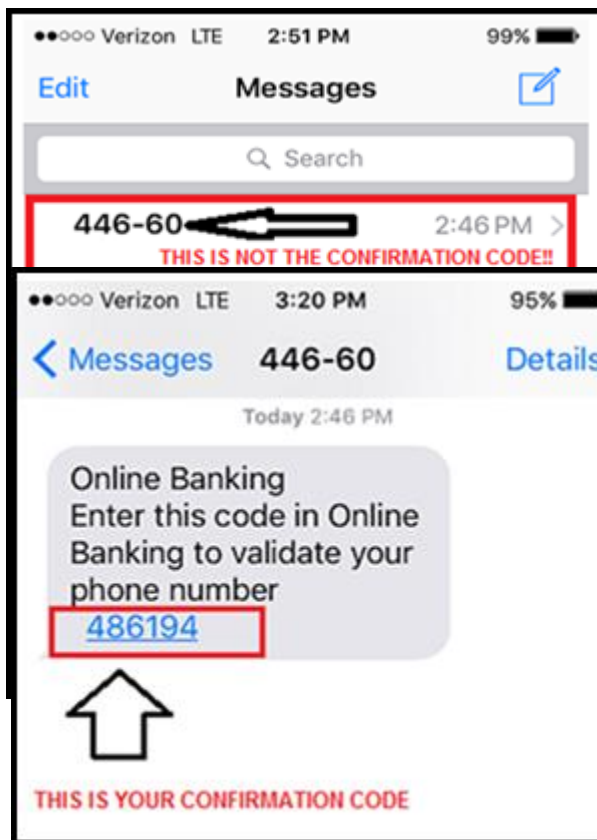 Verizon LTE 2:51 PM 99%
Edit Messages
Search
446-60 2:46 PM >
THIS IS NOT THE CONFIRMATION CODE!!
Verizon LTE 3:20 PM 95%
Messages 446-60 Details
Today 2:46 PM
Online Banking
Enter this code in Online
Banking to validate your
phone number
486194
THIS IS YOUR CONFIRMATION CODE